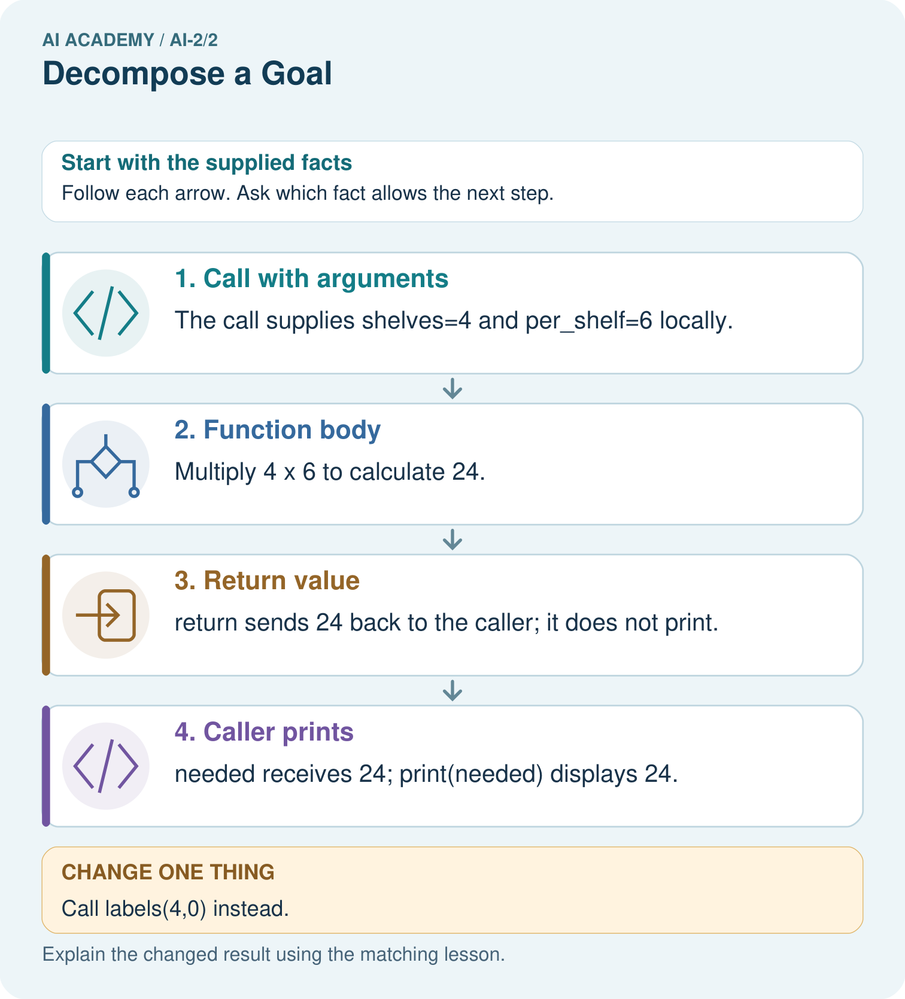 AI ACADEMY / AI-2/2
Decompose a Goal
Start with the supplied facts
Follow each arrow. Ask which fact allows the next step.
1. Call with arguments
The call supplies shelves=4 and per_shelf=6 locally.
2. Function body
Multiply 4 x 6 to calculate 24.
3. Return value
return sends 24 back to the caller; it does not print.
4. Caller prints
needed receives 24; print(needed) displays 24.
CHANGE ONE THING
Call labels(4,0) instead.
Explain the changed result using the matching lesson.